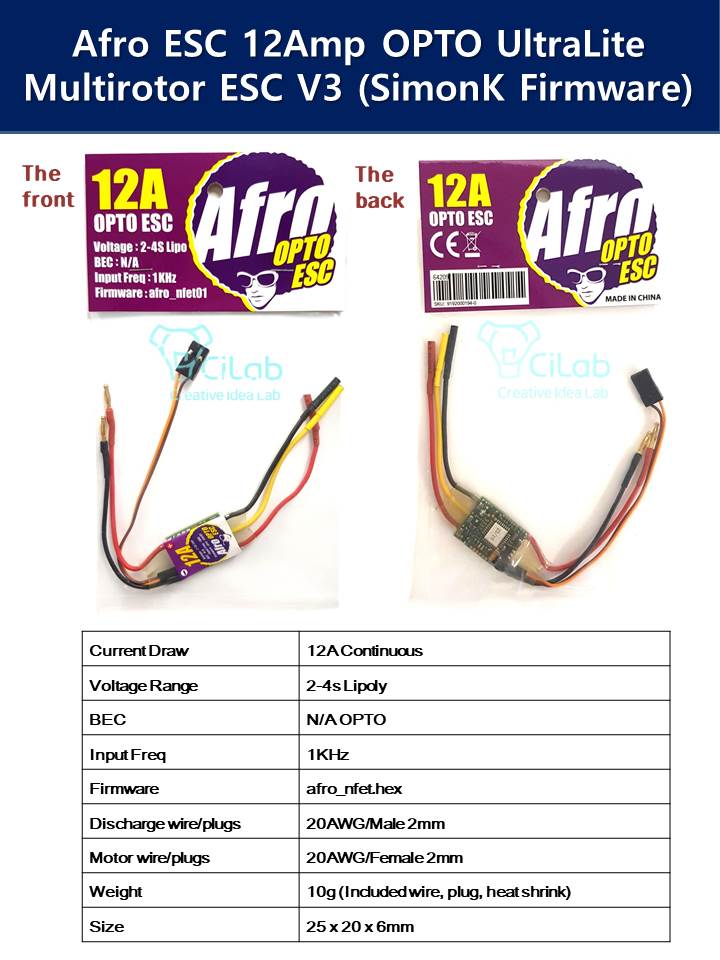 Afro ESC 12Amp OPTO UltraLite
Multirotor ESC V3 (SimonK Firmware)
The
front
12A
OPTO ESC
Voltage : 2-4S Lipo
BEC : N/A
Input Freq : 1KHz
Firmware : afro_nfet01
Afro
OPTO
ESC
The
back
12A
OPTO ESC
CE
Afro
OPTO
ESC
MADE IN CHINA
CiLab
Creative Idea Lab
CiLab
Creative Idea Lab
12A
Afro
OPTO
ESC
Current Draw 12A Continuous
Voltage Range 2-4s Lipoly
BEC N/A OPTO
Input Freq 1KHz
Firmware afro_nfet.hex
Discharge wire/plugs 20AWG/Male 2mm
Motor wire/plugs 20AWG/Female 2mm
Weight 10g (Included wire, plug, heat shrink)
Size 25 x 20 x 6mm